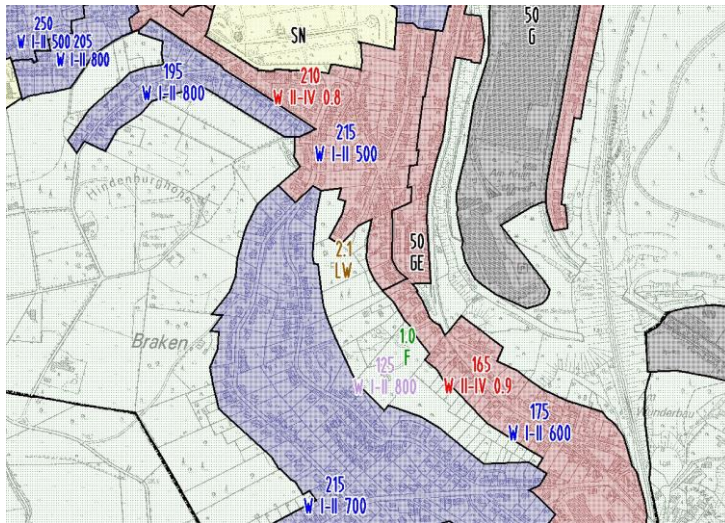 250
W I-II 500
205
W I-II 800
195
W I-II 800
SN
50
G
210
W II-IV 0.8
215
W I-II 500
Am Krum
Hindenburghöhe
2.1
LW
50
GE
Braken
1.0
F
125
W I-II 800
165
W II-IV 0.9
175
W I-II 600
Wunderbau
215
W I-II 700